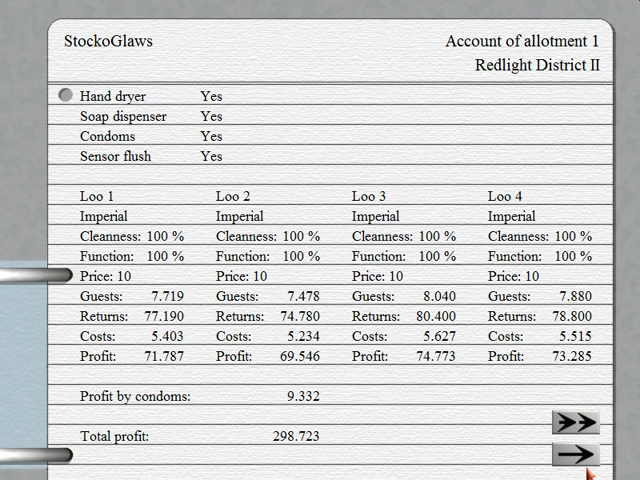 StockoGlaws Account of allotment 1
Redlight District II
Hand dryer Yes
Soap dispenser Yes
Condoms Yes
Sensor flush Yes
Loo 1 Loo 2 Loo 3 Loo 4
Imperial Imperial Imperial Imperial
Cleanness: 100 % Cleanness: 100 % Cleanness: 100 % Cleanness: 100 %
Function: 100 % Function: 100 % Function: 100 % Function: 100 %
Price: 10 Price: 10 Price: 10 Price: 10
Guests: 7.719 Guests: 7.478 Guests: 8.040 Guests: 7.880
Returns: 77.190 Returns: 74.780 Returns: 80.400 Returns: 78.800
Costs: 5.403 Costs: 5.234 Costs: 5.627 Costs: 5.515
Profit: 71.787 Profit: 69.546 Profit: 74.773 Profit: 73.285
Profit by condoms: 9.332
Total profit: 298.723